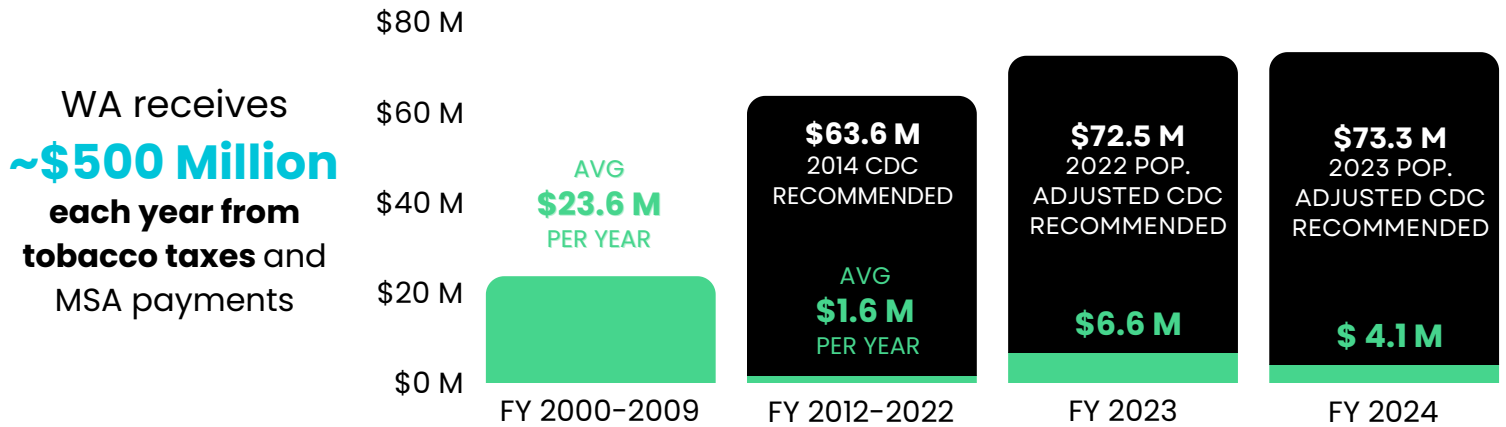 WA receives
~$500 Million
each year from
tobacco taxes and
MSA payments
$80 M
$60 M
$40 M
$20 M
$0 M
AVG
$23.6 M
PER YEAR
FY 2000-2009
$63.6 M
2014 CDC
RECOMMENDED
AVG
$1.6 M
PER YEAR
FY 2012-2022
$72.5 M
2022 POP.
ADJUSTED CDC
RECOMMENDED
$6.6 M
FY 2023
$73.3 M
2023 POP.
ADJUSTED CDC
RECOMMENDED
$ 4.1 M
FY 2024